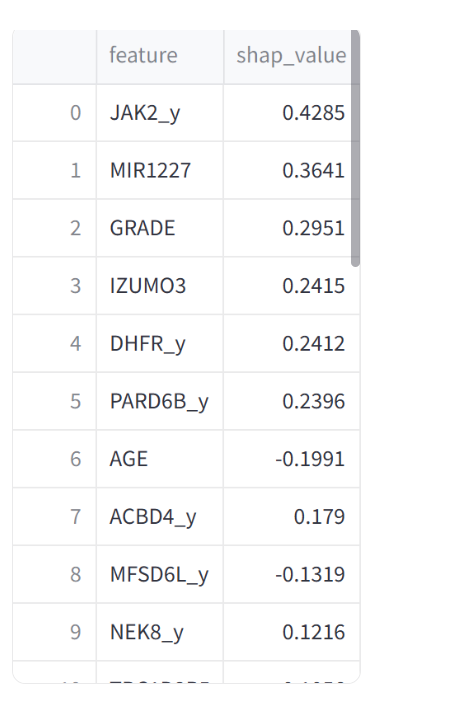 feature shap_value
0 JAK2_y 0.4285
1 MIR1227 0.3641
2 GRADE 0.2951
3 IZUMO3 0.2415
4 DHFR_y 0.2412
5 PARD6B_y 0.2396
6 AGE -0.1991
7 ACBD4_y 0.179
8 MFSD6L_y -0.1319
9 NEK8_y 0.1216